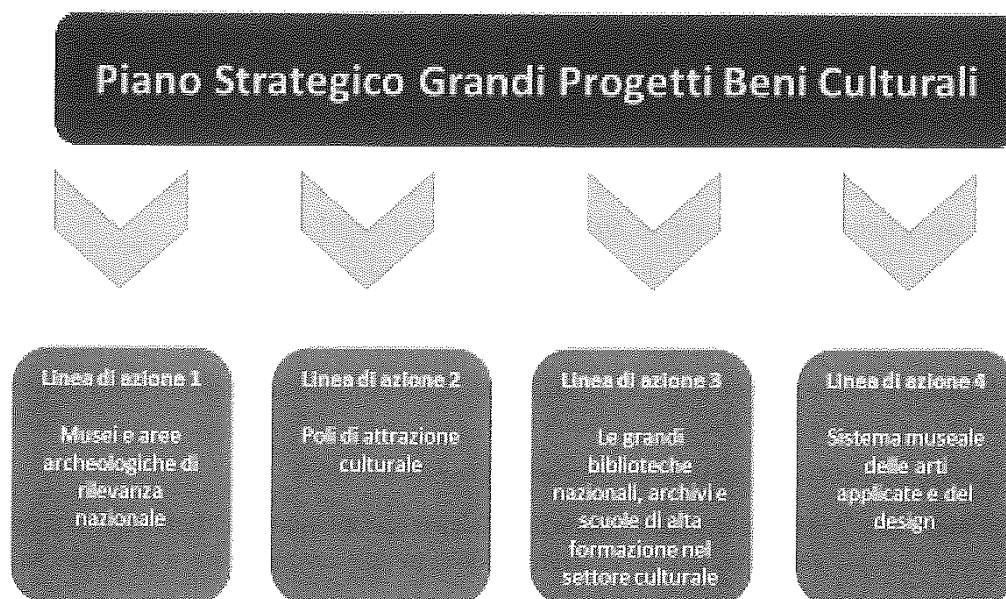 Piano Strategico Grandi Progetti Beni Culturali
Linea di azione 1
Musei e aree
archeologiche di
rilevanza
nazionale
Linea di azione 2
Poli di attrazione
culturale
Linea di azione 3
Le grandi
biblioteche
nazionali, archivi e
scuole di alta
formazione nel
settore culturale
Linea di azione 4
Sistema museale
delle arti
applicate e del
design